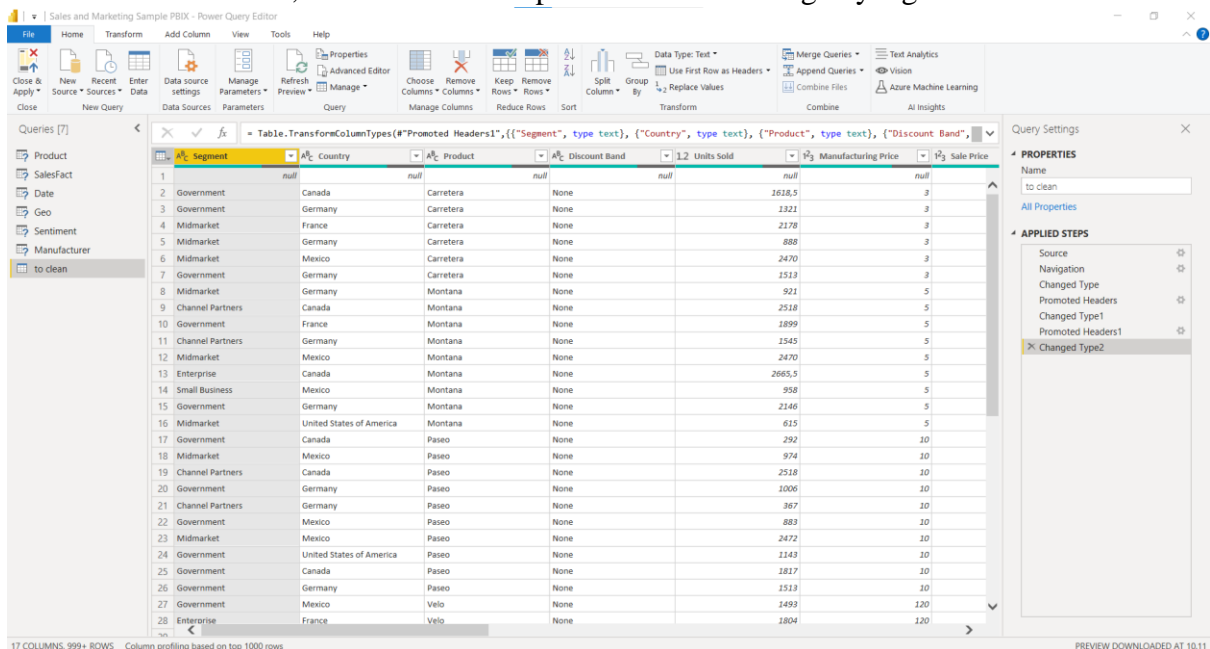 Sales and Marketing Sample PBIX - Power Query Editor
File Home Transform Add Column View Tools Help
Close & Apply New Source Recent Sources Enter Data Data source settings Manage Parameters Refresh Preview Properties Advanced Editor Manage Choose Columns Remove Columns Keep Rows Remove Rows Split Column Group By Data Type: Text Use First Row as Headers Replace Values Merge Queries Append Queries Combine Files Text Analytics Vision Azure Machine Learning
Close New Query Data Sources Parameters Query Manage Columns Reduce Rows Sort Transform Combine AI Insights
Queries [7]
Product
SalesFact
Date
Geo
Sentiment
Manufacturer
to clean
= Table.TransformColumnTypes(#"Promoted Headers1",{{"Segment", type text}, {"Country", type text}, {"Product", type text}, {"Discount Band",
ABC Segment ABC Country ABC Product ABC Discount Band 1.2 Units Sold 123 Manufacturing Price 123 Sale Price
1 null null null null null null
2 Government Canada Carretera None 1618,5 3
3 Government Germany Carretera None 1321 3
4 Midmarket France Carretera None 2178 3
5 Midmarket Germany Carretera None 888 3
6 Midmarket Mexico Carretera None 2470 3
7 Government Germany Carretera None 1513 3
8 Midmarket Germany Montana None 921 5
9 Channel Partners Canada Montana None 2518 5
10 Government France Montana None 1899 5
11 Channel Partners Germany Montana None 1545 5
12 Midmarket Mexico Montana None 2470 5
13 Enterprise Canada Montana None 2665,5 5
14 Small Business Mexico Montana None 958 5
15 Government Germany Montana None 2146 5
16 Midmarket United States of America Montana None 615 5
17 Government Canada Paseo None 292 10
18 Midmarket Mexico Paseo None 974 10
19 Channel Partners Canada Paseo None 2518 10
20 Government Germany Paseo None 1006 10
21 Channel Partners Germany Paseo None 367 10
22 Government Mexico Paseo None 883 10
23 Midmarket Mexico Paseo None 2472 10
24 Government United States of America Paseo None 1143 10
25 Government Canada Paseo None 1817 10
26 Government Germany Paseo None 1513 10
27 Government Mexico Velo None 1493 120
28 Enterprise France Velo None 1804 120
Query Settings
PROPERTIES
Name
to clean
All Properties
APPLIED STEPS
Source
Navigation
Changed Type
Promoted Headers
Changed Type1
Promoted Headers1
Changed Type2
17 COLUMNS, 999+ ROWS Column profiling based on top 1000 rows
PREVIEW DOWNLOADED AT 10.11